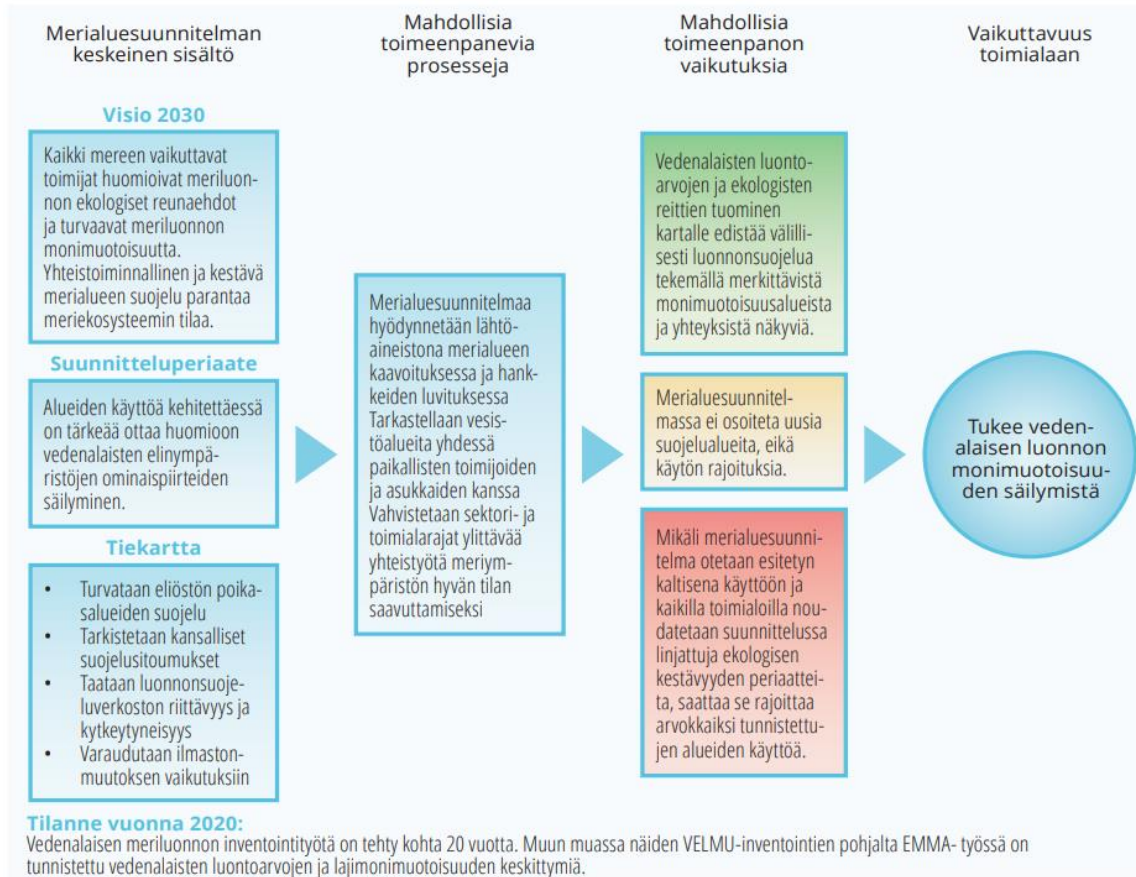 Merialuesuunnitelman
keskeinen sisältö
Mahdollisia
toimeenpanevia
prosesseja
Mahdollisia
toimeenpanon
vaikutuksia
Vaikuttavuus
toimialaan
Visio 2030
Kaikki mereen vaikuttavat
toimijat huomioivat meriluon-
non ekologiset reunaehdot
ja turvaavat meriluonnon
monimuotoisuutta.
Yhteistoiminnallinen ja kestävä
merialueen suojelu parantaa
meriekosysteemin tilaa.
Suunnitteluperiaate
Alueiden käyttöä kehitettäessä
on tärkeää ottaa huomioon
vedenalaisten elinympä-
ristöjen ominaispiirteiden
säilyminen.
Tiekartta
• Turvataan eliöstön poika-
salueiden suojelu
• Tarkistetaan kansalliset
suojelusitoumukset
• Taataan luonnonsuoje-
luverkoston riittävyys ja
kytkeytyneisyys
• Varaudutaan ilmaston-
muutoksen vaikutuksiin
Merialuesuunnitelmaa
hyödynnetään lähtö-
aineistona merialueen
kaavoituksessa ja hank-
keiden luvituksessa
Tarkastellaan vesis-
töalueita yhdessä
paikallisten toimijoiden
ja asukkaiden kanssa
Vahvistetaan sektori- ja
toimialarajat ylittävää
yhteistyötä meriym-
päristön hyvän tilan
saavuttamiseksi
Vedenalaisten luonto-
arvojen ja ekologisten
reittien tuominen
kartalle edistää välilli-
sesti luonnonsuojelua
tekemällä merkittävistä
monimuotoisuusalueista
ja yhteyksistä näkyviä.
Merialuesuunnitel-
massa ei osoiteta uusia
suojelualueita, eikä
käytön rajoituksia.
Mikäli merialuesuunni-
telma otetaan esitetyn
kaltisena käyttöön ja
kaikilla toimialoilla nou-
datetaan suunnittelussa
linjattuja ekologisen
kestävyyden periaattei-
ta, saattaa se rajoittaa
arvokkaiksi tunnistettu-
jen alueiden käyttöä.
Tukee veden-
alaisen luonnon
monimuotoisuu-
den säilymistä
Tilanne vuonna 2020:
Vedenalaisen meriluonnon inventointityötä on tehty kohta 20 vuotta. Muun muassa näiden VELMU-inventointien pohjalta EMMA- työssä on
tunnistettu vedenalaisten luontoarvojen ja lajimonimuotoisuuden keskittymiä.